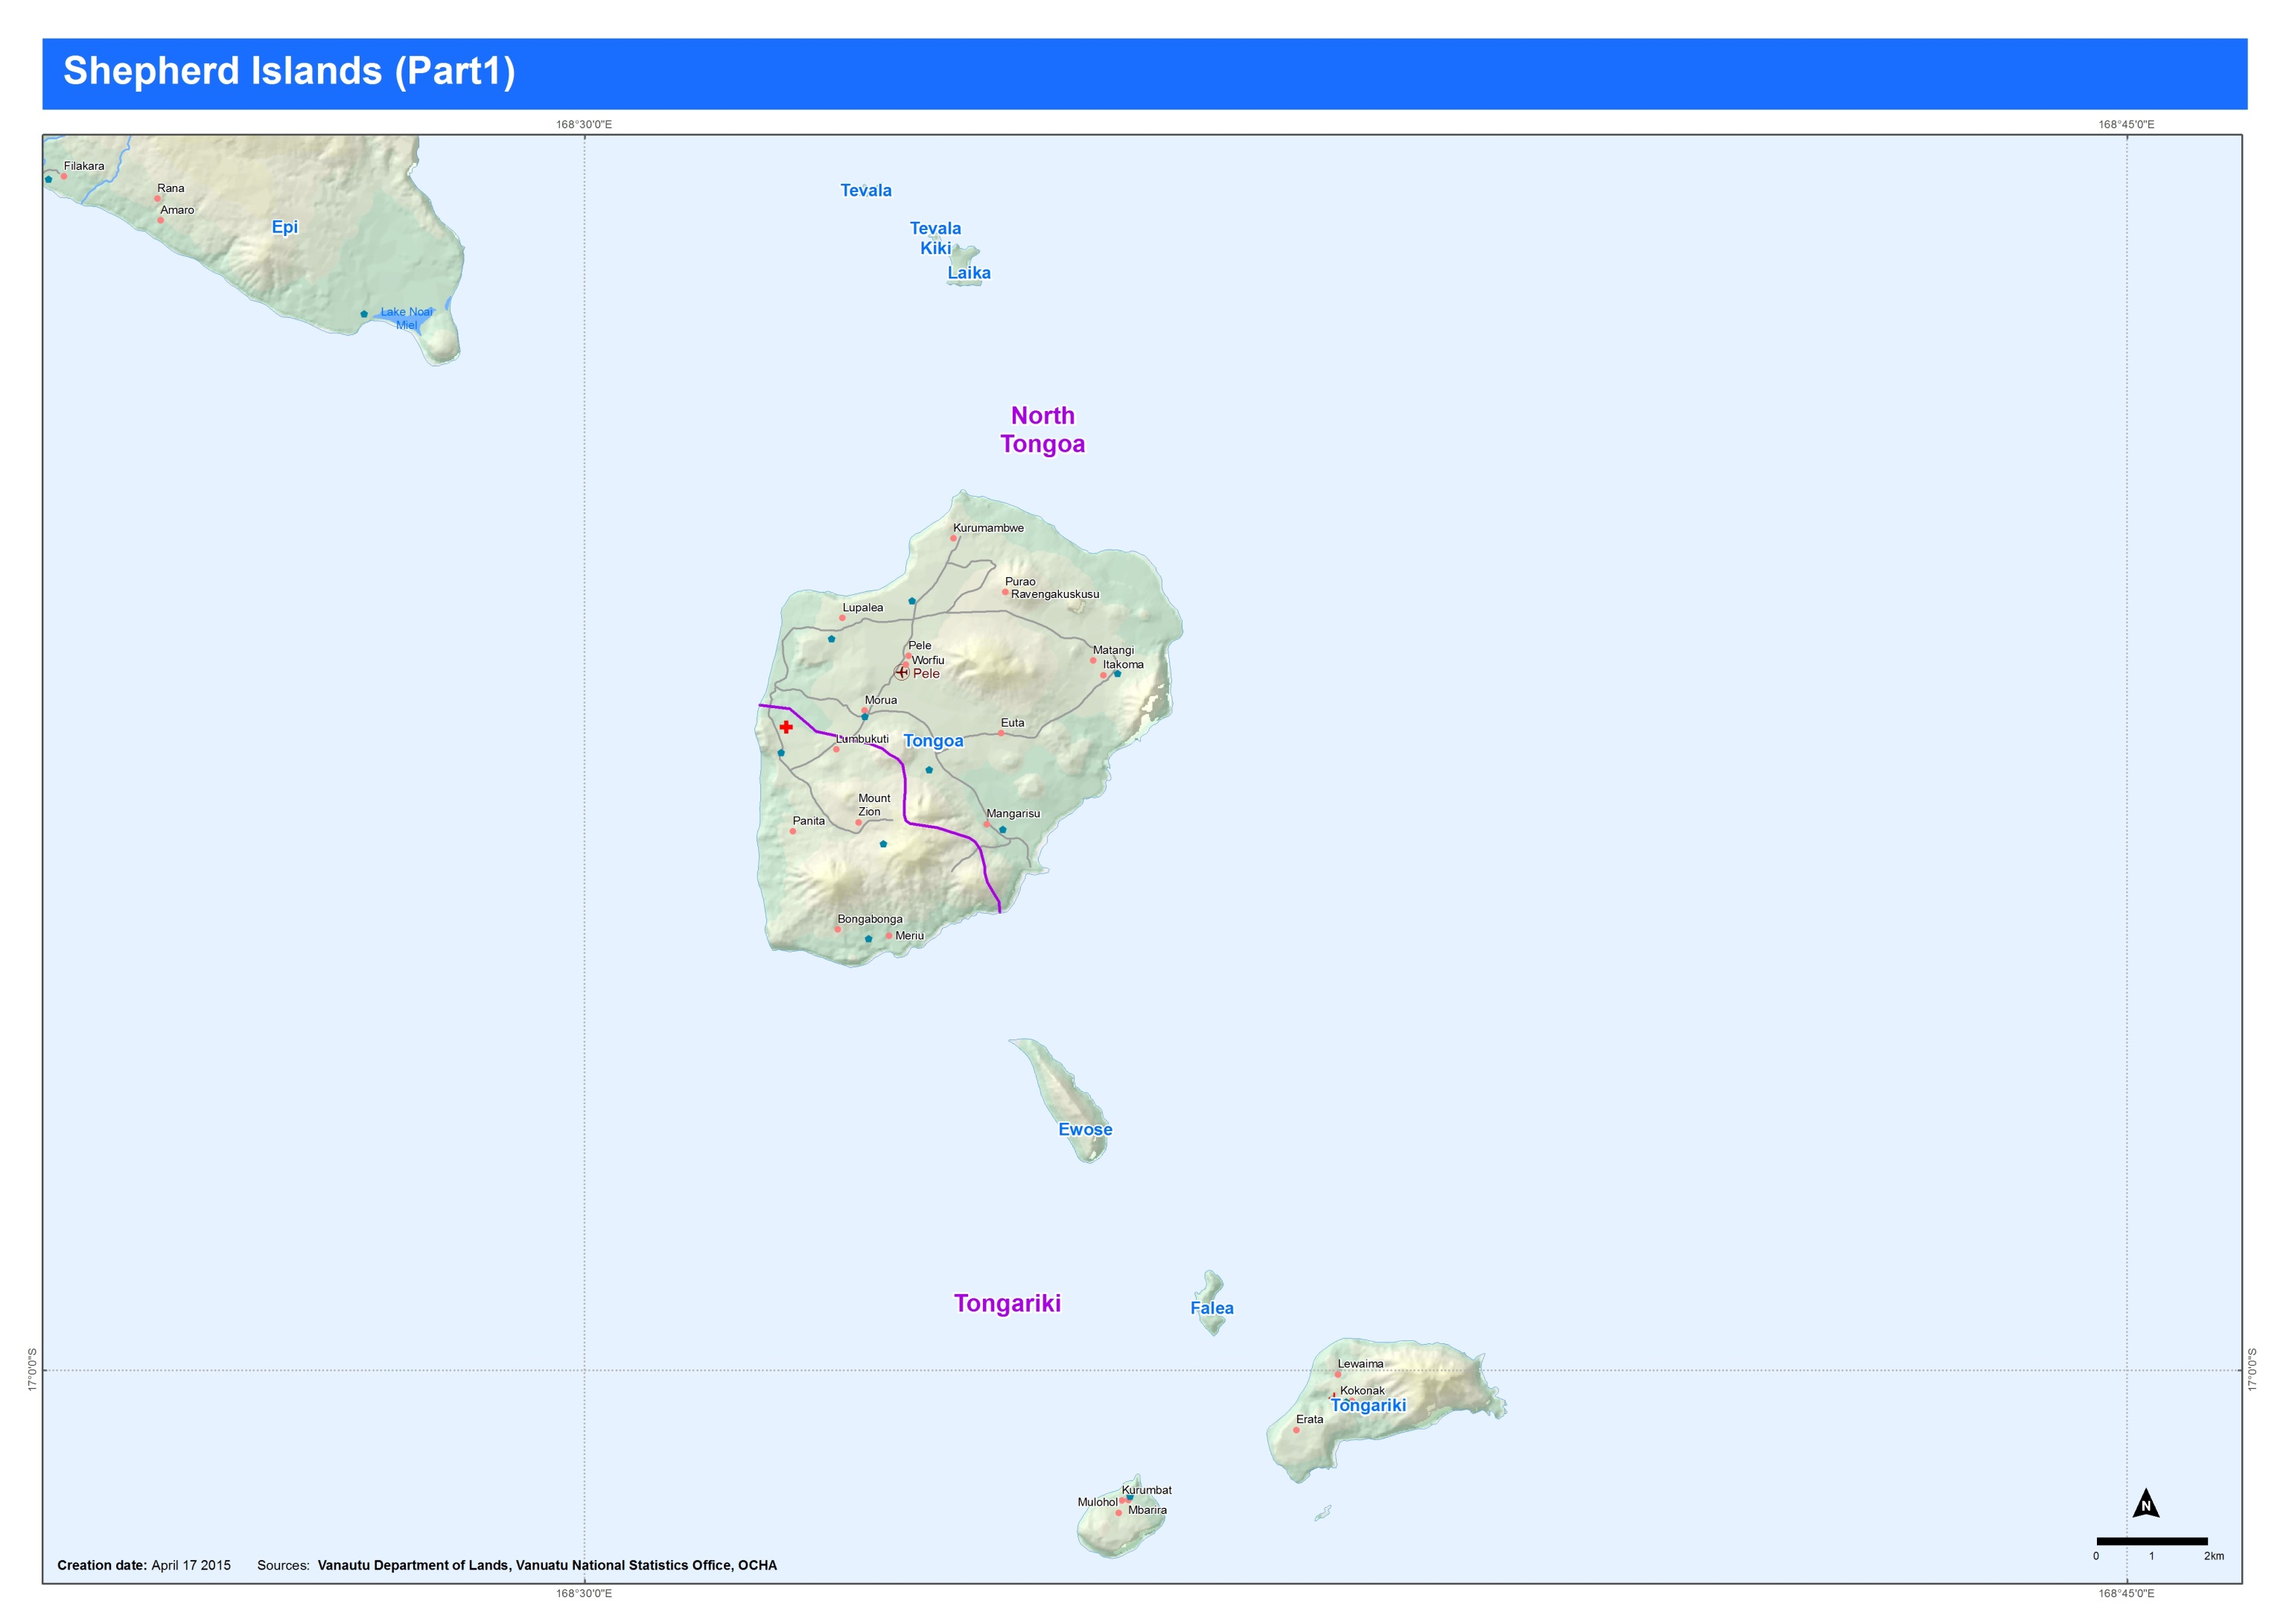 Shepherd Islands (Part1)
168°30'0"E
168°45'0"E
Filakara
Rana
Amaro
Epi
Lake Noai
Miel
Tevala
Tevala
Kiki
Laika
North
Tongoa
Kurumambwe
Purao
Ravengakuskusu
Lupalea
Pele
Worfiu
Pele
Matangi
Itakoma
Morua
Euta
Lumbukuti
Tongoa
Mount
Zion
Panita
Mangarisu
Bongabonga
Meriu
Ewose
Tongariki
Falea
17°0'0"S
17°0'0"S
Lewaima
Kokonak
Tongariki
Erata
Kurumbat
Mulohol
Mbarira
N
0 1 2km
Creation date: April 17 2015 Sources: Vanautu Department of Lands, Vanuatu National Statistics Office, OCHA
168°30'0"E
168°45'0"E